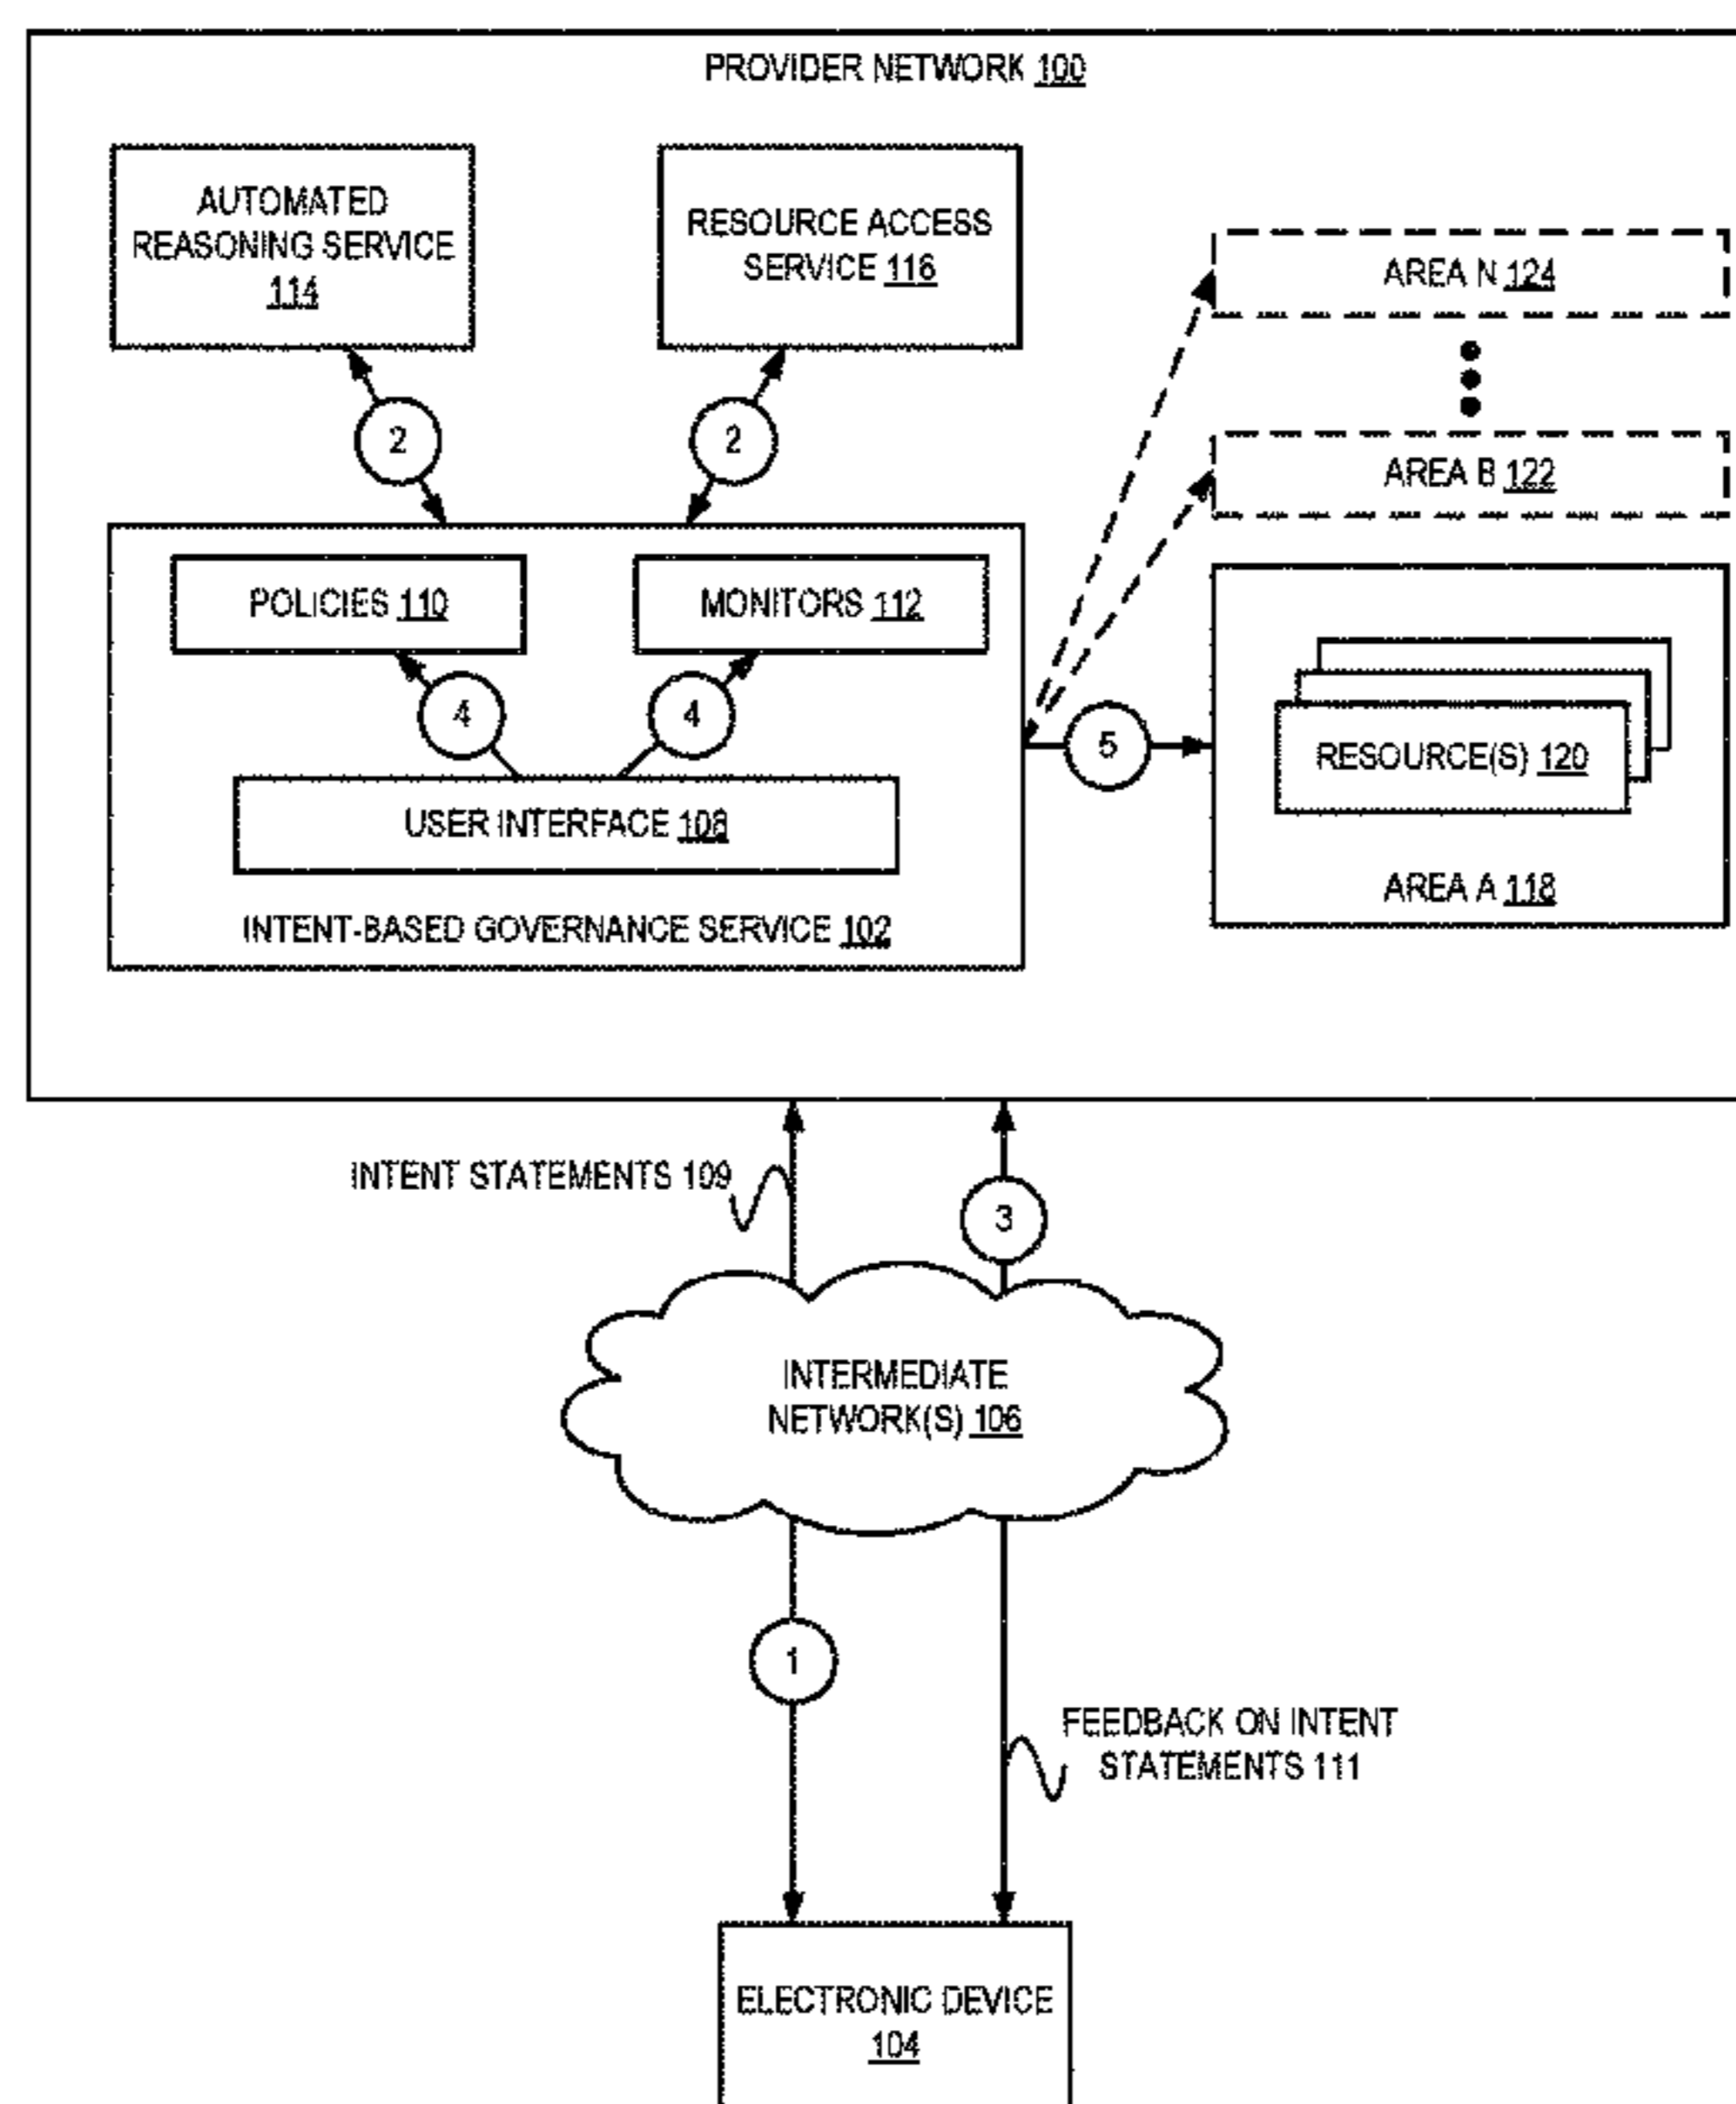 PROVIDER NETWORK 100
AUTOMATED
REASONING SERVICE
114
RESOURCE ACCESS
SERVICE 116
AREA N 124
2
2
AREA B 122
POLICIES 110
MONITORS 112
4
4
5
RESOURCE(S) 120
USER INTERFACE 108
AREA A 118
INTENT-BASED GOVERNANCE SERVICE 102
INTENT STATEMENTS 109
3
INTERMEDIATE
NETWORK(S) 106
1
FEEDBACK ON INTENT
STATEMENTS 111
ELECTRONIC DEVICE
104